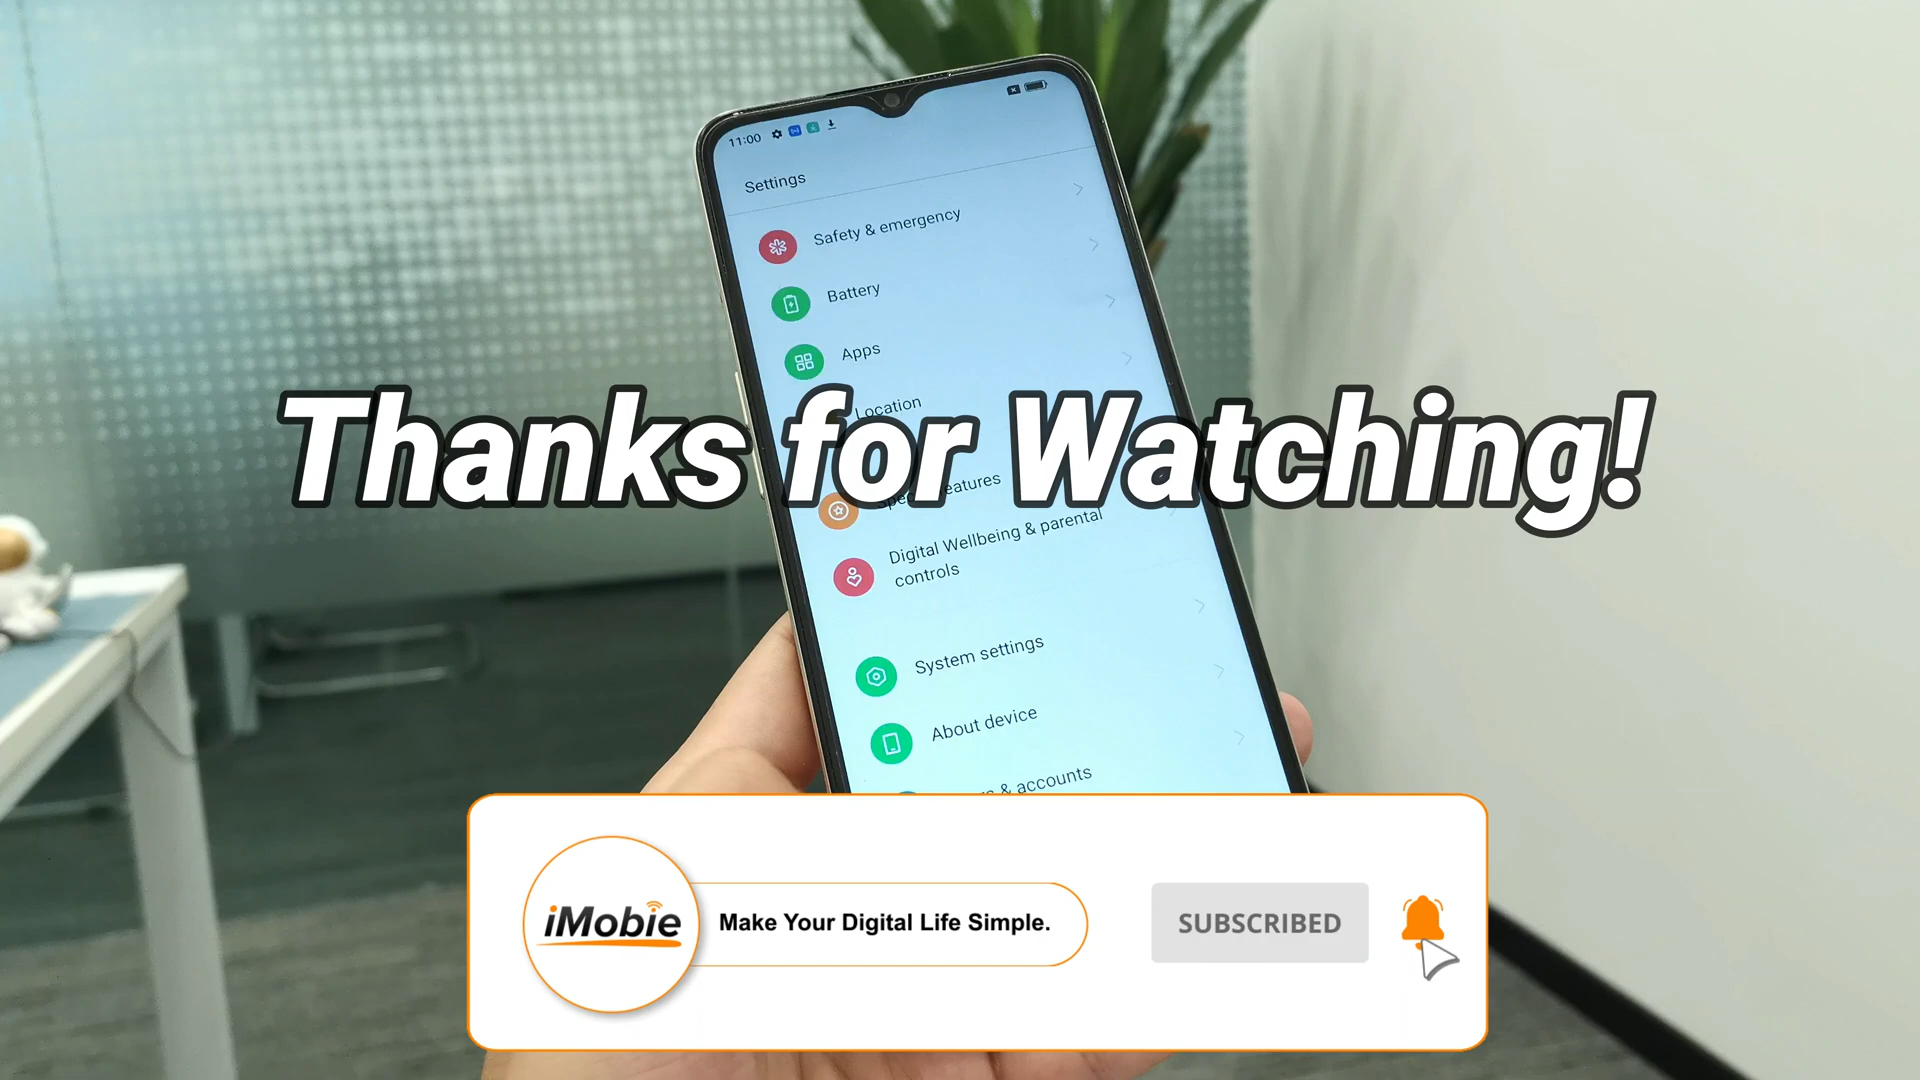 11:00
Settings
Safety & emergency
Battery
Apps
Location
Thanks for Watching!
Digital Wellbeing & parental
controls
System settings
About device
& accounts
iMobie
Make Your Digital Life Simple.
SUBSCRIBED